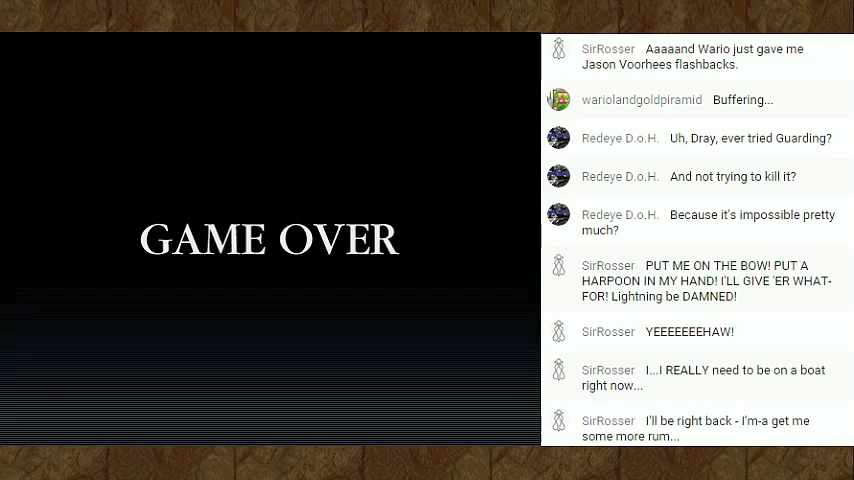 GAME OVER
SirRosser Aaaaand Wario just gave me
Jason Voorhees flashbacks.
wariolandgoldpiramid Buffering...
Redeye D.o.H. Uh, Dray, ever tried Guarding?
Redeye D.o.H. And not trying to kill it?
Redeye D.o.H. Because it's impossible pretty
much?
SirRosser PUT ME ON THE BOW! PUT A
HARPOON IN MY HAND! I'LL GIVE 'ER WHAT-
FOR! Lightning be DAMNED!
SirRosser YEEEEEEEHAW!
SirRosser I...I REALLY need to be on a boat
right now...
SirRosser I'll be right back - I'm-a get me
some more rum...